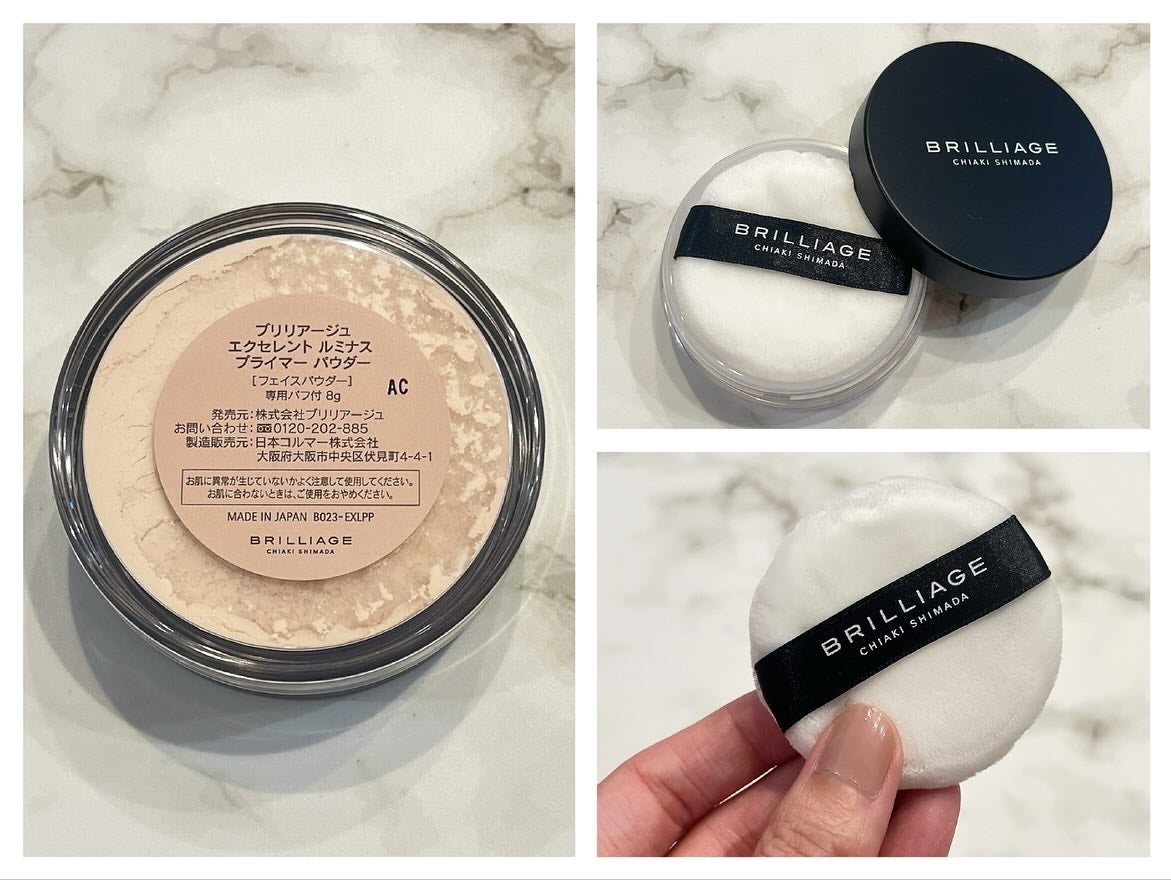 ブリリアージュ
エクセレント ルミナス
プライマー パウダー
[フェイスパウダー]
専用パフ付 8g
AC
発売元:株式会社ブリリアージュ
お問い合わせ:0120-202-885
製造販売元:日本コルマー株式会社
大阪府大阪市中央区伏見町4-4-1
お肌に異常が生じていないかよく注意して使用してください。
お肌に合わないときは、ご使用をおやめください。
MADE IN JAPAN B023-EXLPP
BRILLIAGE
CHIAKI SHIMADA
BRILLIAGE
CHIAKI SHIMADA
BRILLIAGE
CHIAKI SHIMADA
BRILLIAGE
CHIAKI SHIMADA